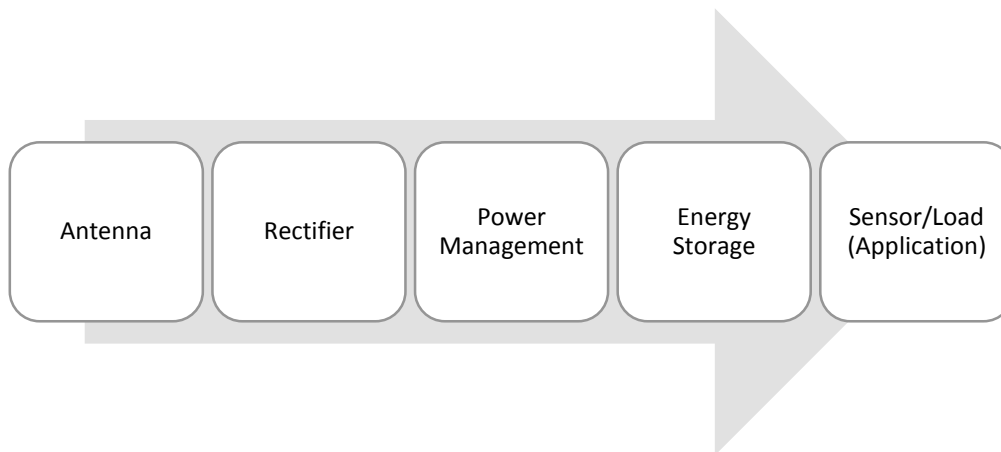 Antenna
Rectifier
Power
Management
Energy
Storage
Sensor/Load
(Application)